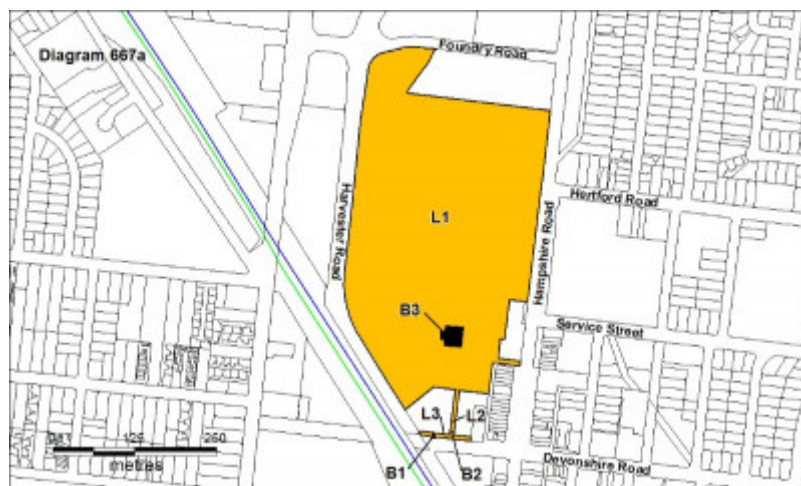 Foundry Road
Diagram 667a
Harvester Road
L1
Hertford Road
Hampshire Road
B3
Service Street
L3
L2
125
250
metres
B1
B2
Devonshire Road